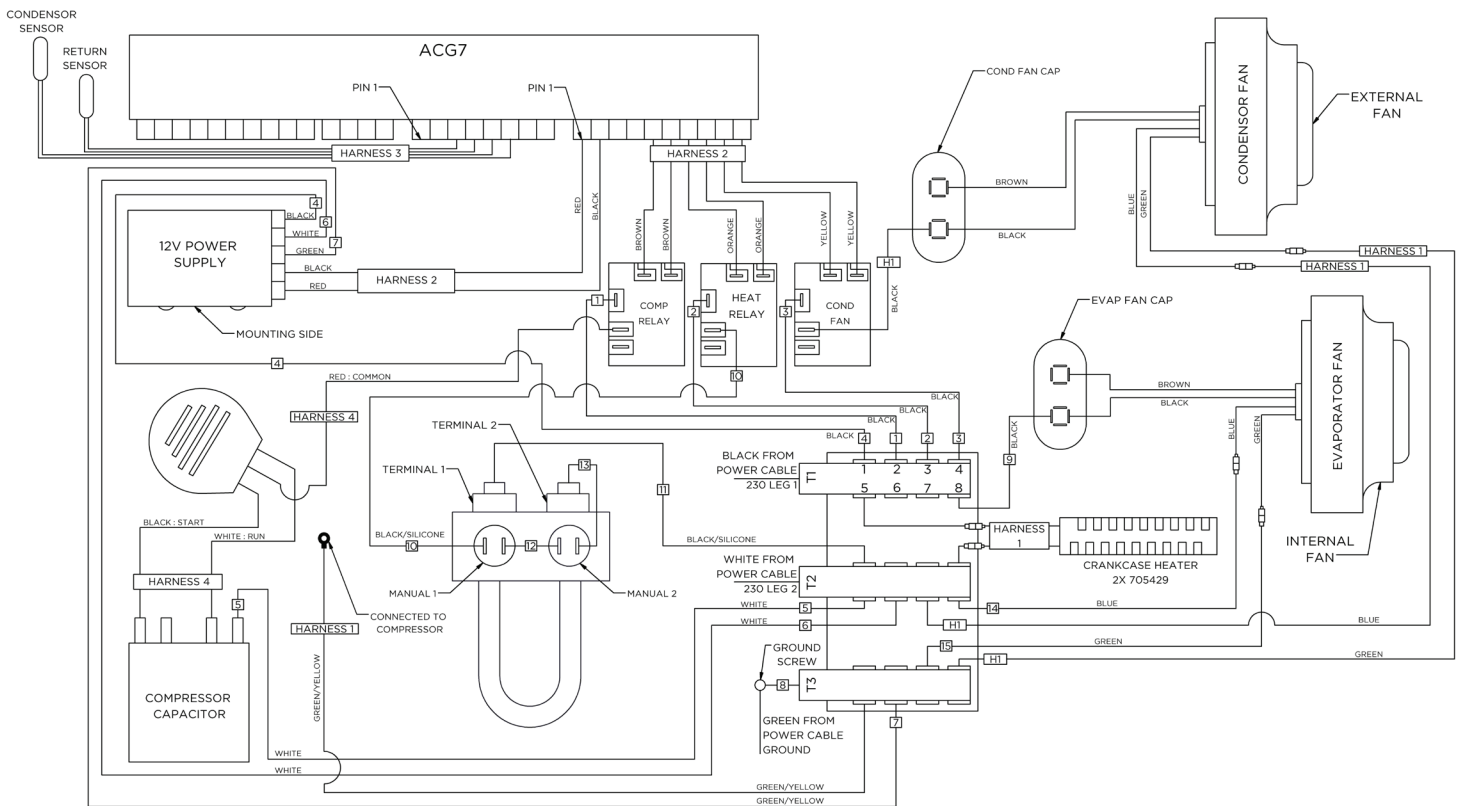 CONDENSOR
SENSOR
RETURN
SENSOR
ACG7
PIN 1
PIN 1
HARNESS 3
HARNESS 2
COND FAN CAP
CONDENSOR FAN
EXTERNAL
FAN
BROWN
BLACK
BLUE
GREEN
HARNESS 1
HARNESS 1
4
BLACK
6
WHITE
7
GREEN
BLACK
RED
HARNESS 2
12V POWER
SUPPLY
MOUNTING SIDE
RED
BLACK
BROWN
BROWN
ORANGE
ORANGE
YELLOW
YELLOW
H1
BLACK
1
COMP
RELAY
2
HEAT
RELAY
3
COND
FAN
10
4
RED : COMMON
HARNESS 4
EVAP FAN CAP
EVAPORATOR FAN
BROWN
BLACK
BLUE
GREEN
INTERNAL
FAN
BLACK
9
BLACK
BLACK
BLACK
BLACK
4
1
2
3
TERMINAL 2
TERMINAL 1
13
11
BLACK FROM
POWER CABLE
230 LEG 1
T1
1
2
3
4
5
6
7
8
BLACK : START
WHITE : RUN
HARNESS 4
5
BLACK/SILICONE
10
12
BLACK/SILICONE
HARNESS
1
CRANKCASE HEATER
2X 705429
WHITE FROM
POWER CABLE
230 LEG 2
T2
MANUAL 1
MANUAL 2
WHITE
5
WHITE
6
14
BLUE
H1
BLUE
CONNECTED TO
COMPRESSOR
HARNESS 1
GREEN/YELLOW
15
GREEN
H1
GREEN
GROUND
SCREW
8
T3
GREEN FROM
POWER CABLE
GROUND
7
COMPRESSOR
CAPACITOR
WHITE
WHITE
GREEN/YELLOW
GREEN/YELLOW